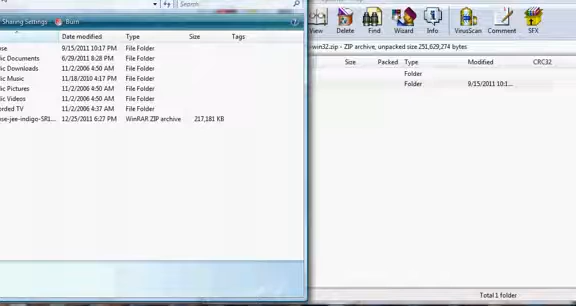 Search
Sharing Settings Burn
Date modified Type Size Tags
9/15/2011 10:17 PM File Folder
Documents 6/29/2011 8:28 PM File Folder
Downloads 11/2/2006 4:50 AM File Folder
Music 11/18/2010 4:17 PM File Folder
Pictures 11/2/2006 4:50 AM File Folder
Videos 11/2/2006 4:50 AM File Folder
TV 11/2/2006 4:37 AM File Folder
se-jee-indigo-SR1... 12/25/2011 6:27 PM WinRAR ZIP archive 217,181 KB
View Delete Find Wizard Info VirusScan Comment SFX
-win32.zip - ZIP archive, unpacked size 251,629,274 bytes
Size Packed Type Modified CRC32
Folder
Folder 9/15/2011 10:1...
Total 1 folder